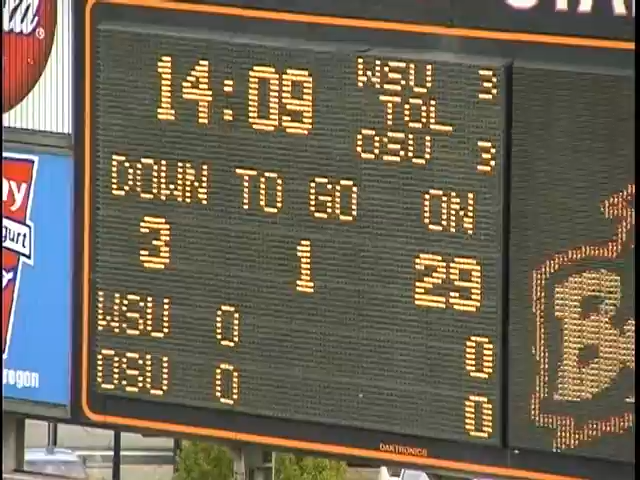 14:09 WSU 3
TOL
OSU 3
DOWN TO GO ON
3 1 29
WSU 0 0
OSU 0 0
DAKTRONICS